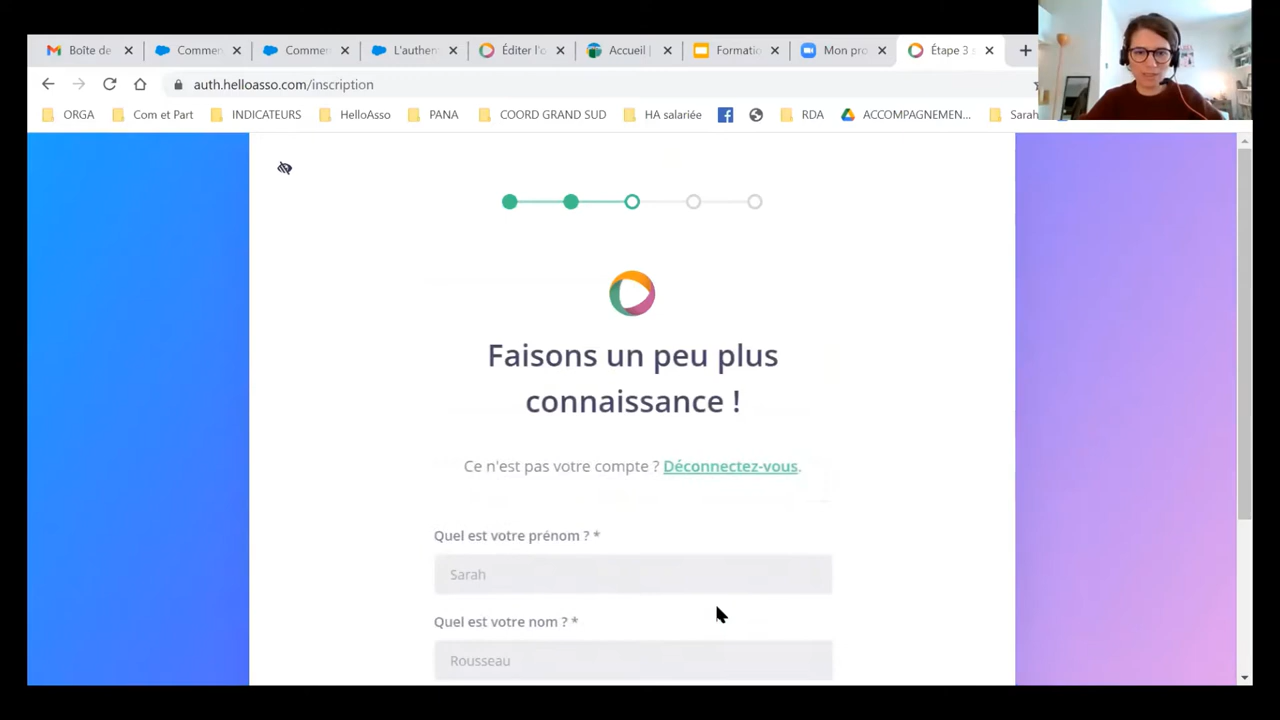 Boîte de
Commen
Commen
L'authen
Éditer l'o
Accueil |
Formatio
Mon pro
Étape 3 s
auth.helloasso.com/inscription
ORGA
Com et Part
INDICATEURS
HelloAsso
PANA
COORD GRAND SUD
HA salariée
RDA
ACCOMPAGNEMEN...
Sarah
Faisons un peu plus
connaissance !
Ce n'est pas votre compte ? Déconnectez-vous.
Quel est votre prénom ? *
Sarah
Quel est votre nom ? *
Rousseau